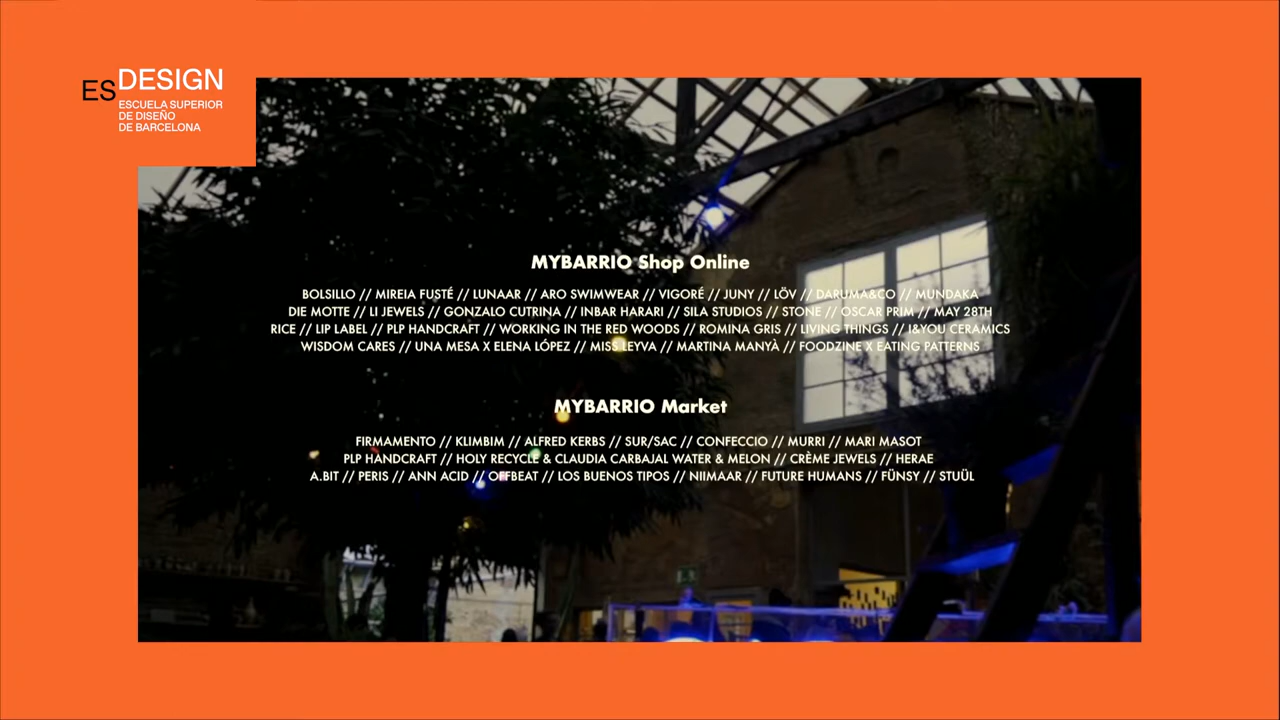 ESDESIGN
ESCUELA SUPERIOR
DE DISEÑO
DE BARCELONA
MYBARRIO Shop Online
BOLSILLO // MIREIA FUSTÉ // LUNAAR // ARO SWIMWEAR // VIGORÉ // JUNY // LÖV // DARUMA&CO // MUNDAKA
DIE MOTTE // LI JEWELS // GONZALO CUTRINA // INBAR HARARI // SILA STUDIOS // STONE // OSCAR PRIM // MAY 28TH
RICE // LIP LABEL // PLP HANDCRAFT // WORKING IN THE RED WOODS // ROMINA GRIS // LIVING THINGS // I&YOU CERAMICS
WISDOM CARES // UNA MESA X ELENA LÓPEZ // MISS LEYVA // MARTINA MANYÀ // FOODZINE X EATING PATTERNS
MYBARRIO Market
FIRMAMENTO // KLIMBIM // ALFRED KERBS // SUR/SAC // CONFECCIO // MURRI // MARI MASOT
PLP HANDCRAFT // HOLY RECYCLE & CLAUDIA CARBAJAL WATER & MELON // CRÈME JEWELS // HERAE
A.BIT // PERIS // ANN ACID // OFFBEAT // LOS BUENOS TIPOS // NIIMAAR // FUTURE HUMANS // FÜNSY // STUÜL